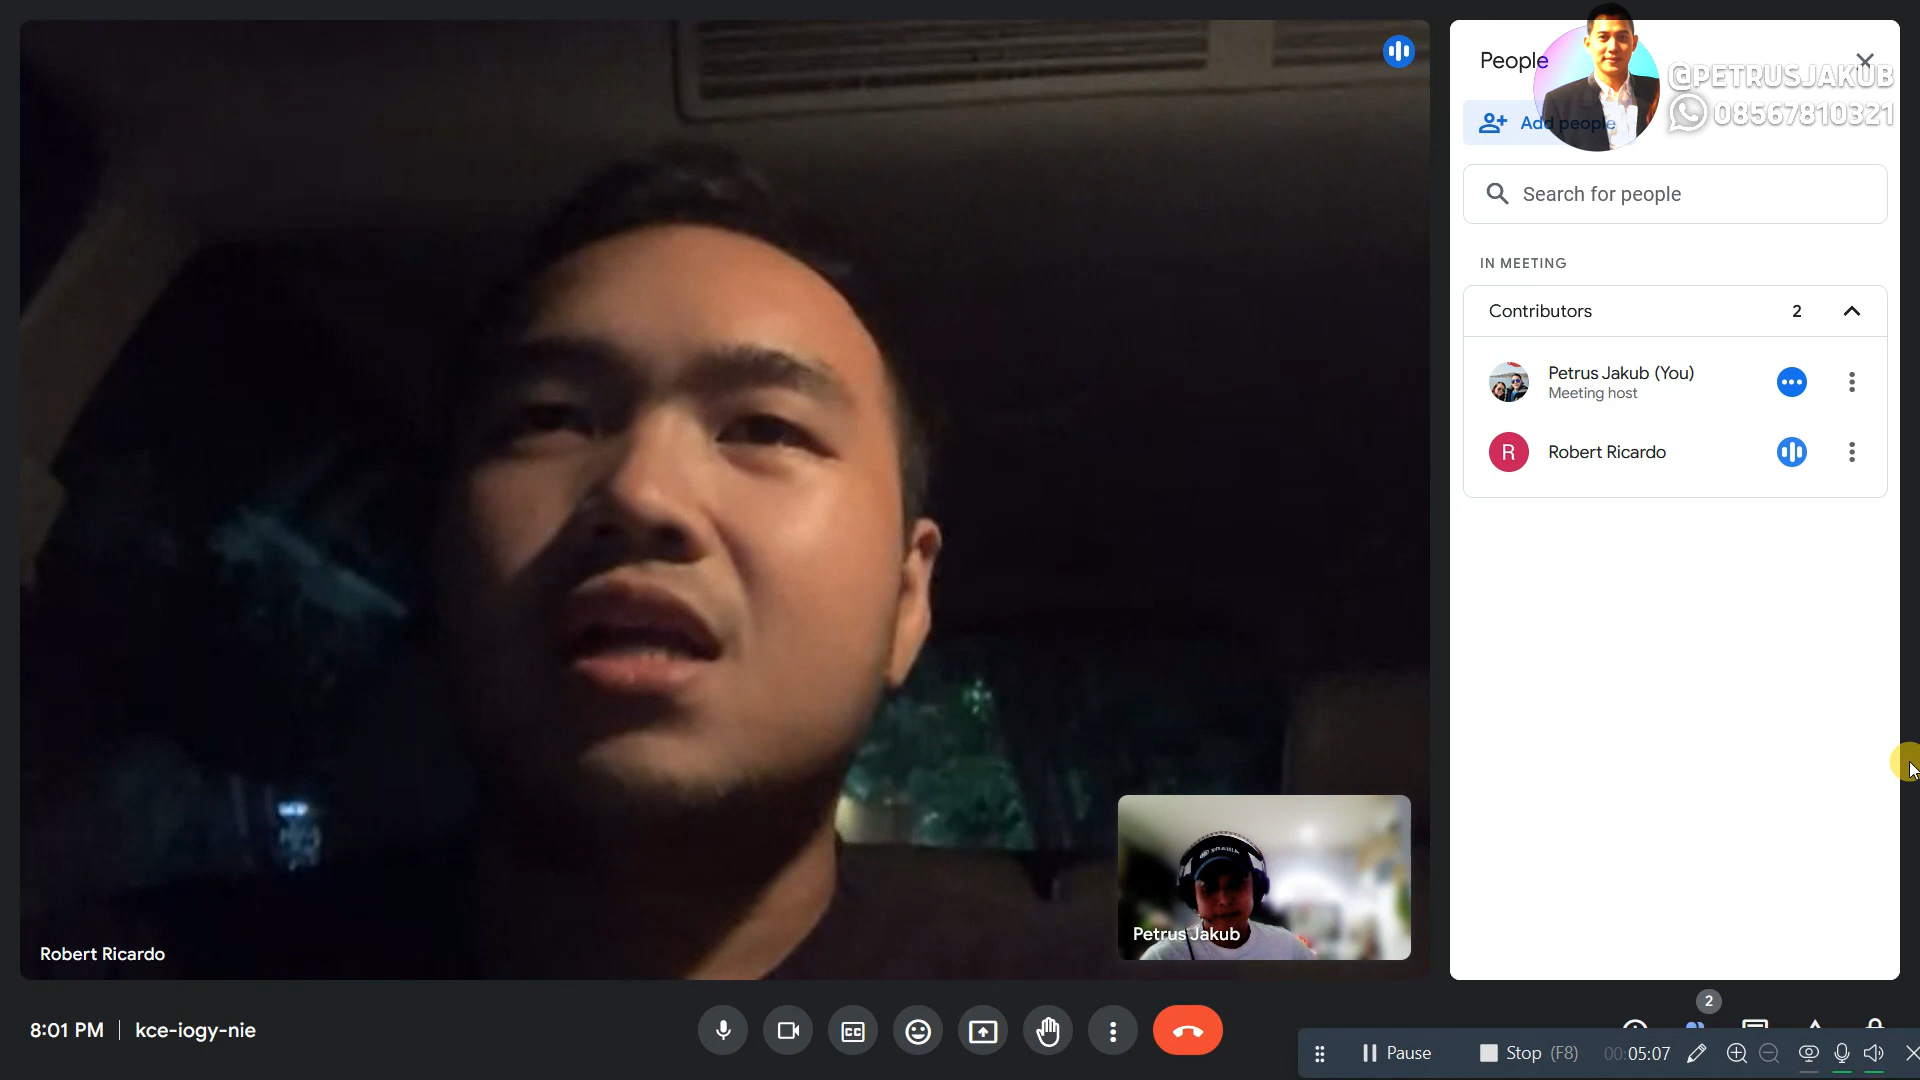 People
@PETRUSJAKUB
Add people
08567810321
Search for people
IN MEETING
Contributors
2
Petrus Jakub (You)
Meeting host
R
Robert Ricardo
Petrus Jakub
Robert Ricardo
2
8:01 PM
kce-iogy-nie
CC
Pause
Stop (F8)
00:05:07